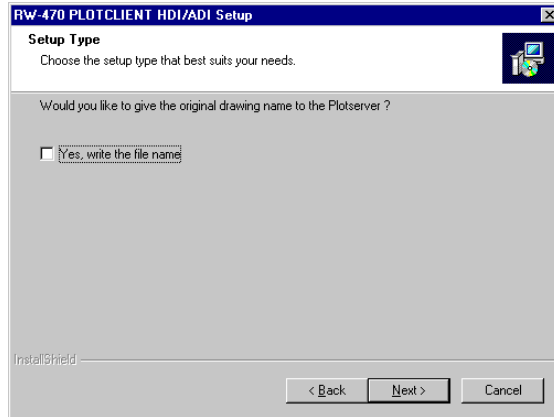 RW-470 PLOTCLIENT HDI/ADI Setup
Setup Type
Choose the setup type that best suits your needs.
Would you like to give the original drawing name to the Plotserver ?
Yes, write the file name
InstallShield
< Back
Next >
Cancel